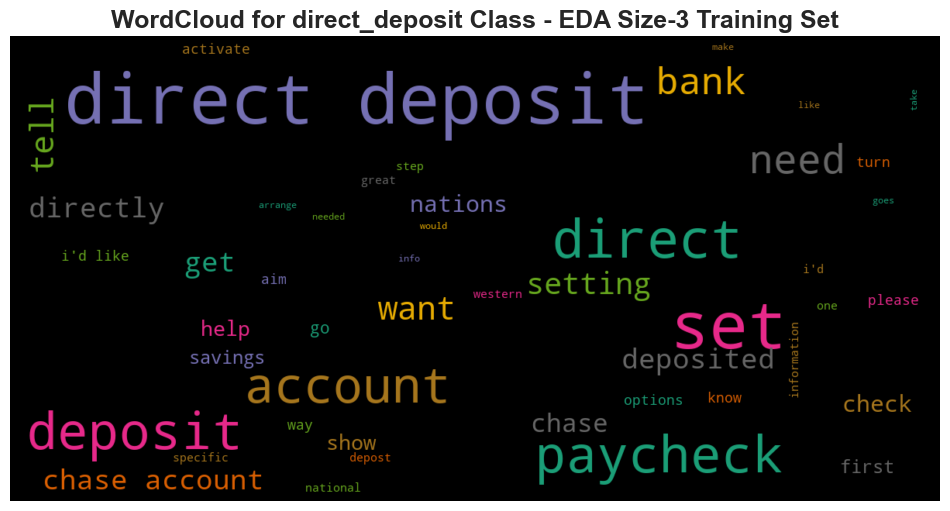 WordCloud for direct_deposit Class - EDA Size-3 Training Set
activate
make
direct deposit
bank
like
take
tell
need
turn
step
great
directly
arrange
needed
nations
would
goes
direct
i'd like
get
info
aim
i'd
setting
western
want
one
please
help
go
set
savings
deposited
information
account
options
know
check
deposit
way
show
chase
paycheck
specific
depost
first
chase account
national